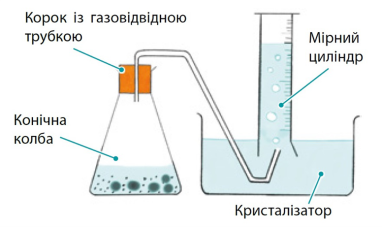 Корок із газовідвідною
трубкою
Мірний
циліндр
Конічна
колба
Кристалізатор